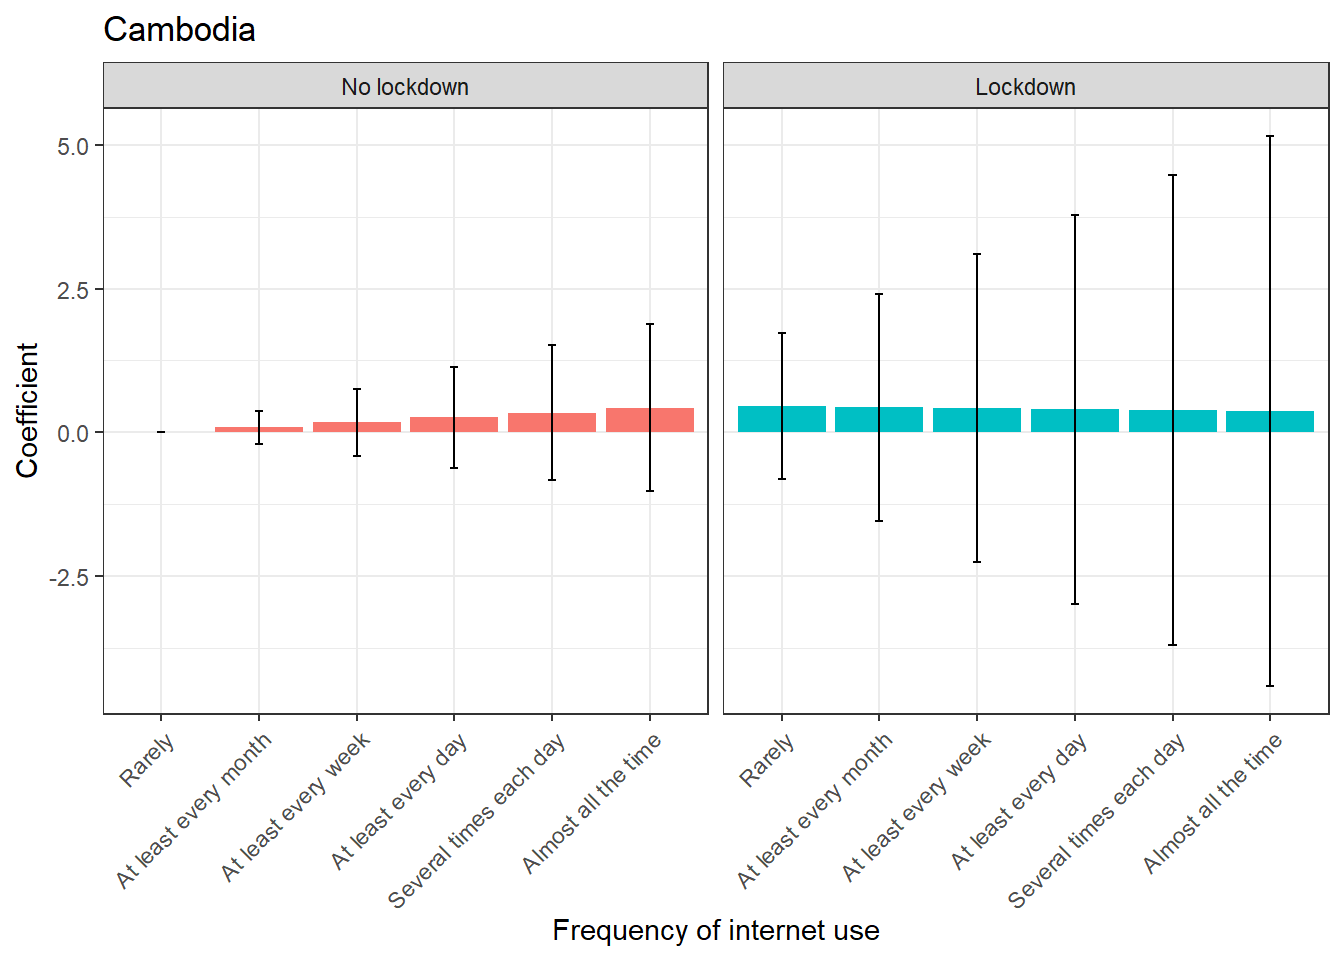 Cambodia
No lockdown
Lockdown
5.0
2.5
0.0
-2.5
Coefficient
Rarely
At least every month
At least every week
At least every day
Several times each day
Almost all the time
Rarely
At least every month
At least every week
At least every day
Several times each day
Almost all the time
Frequency of internet use